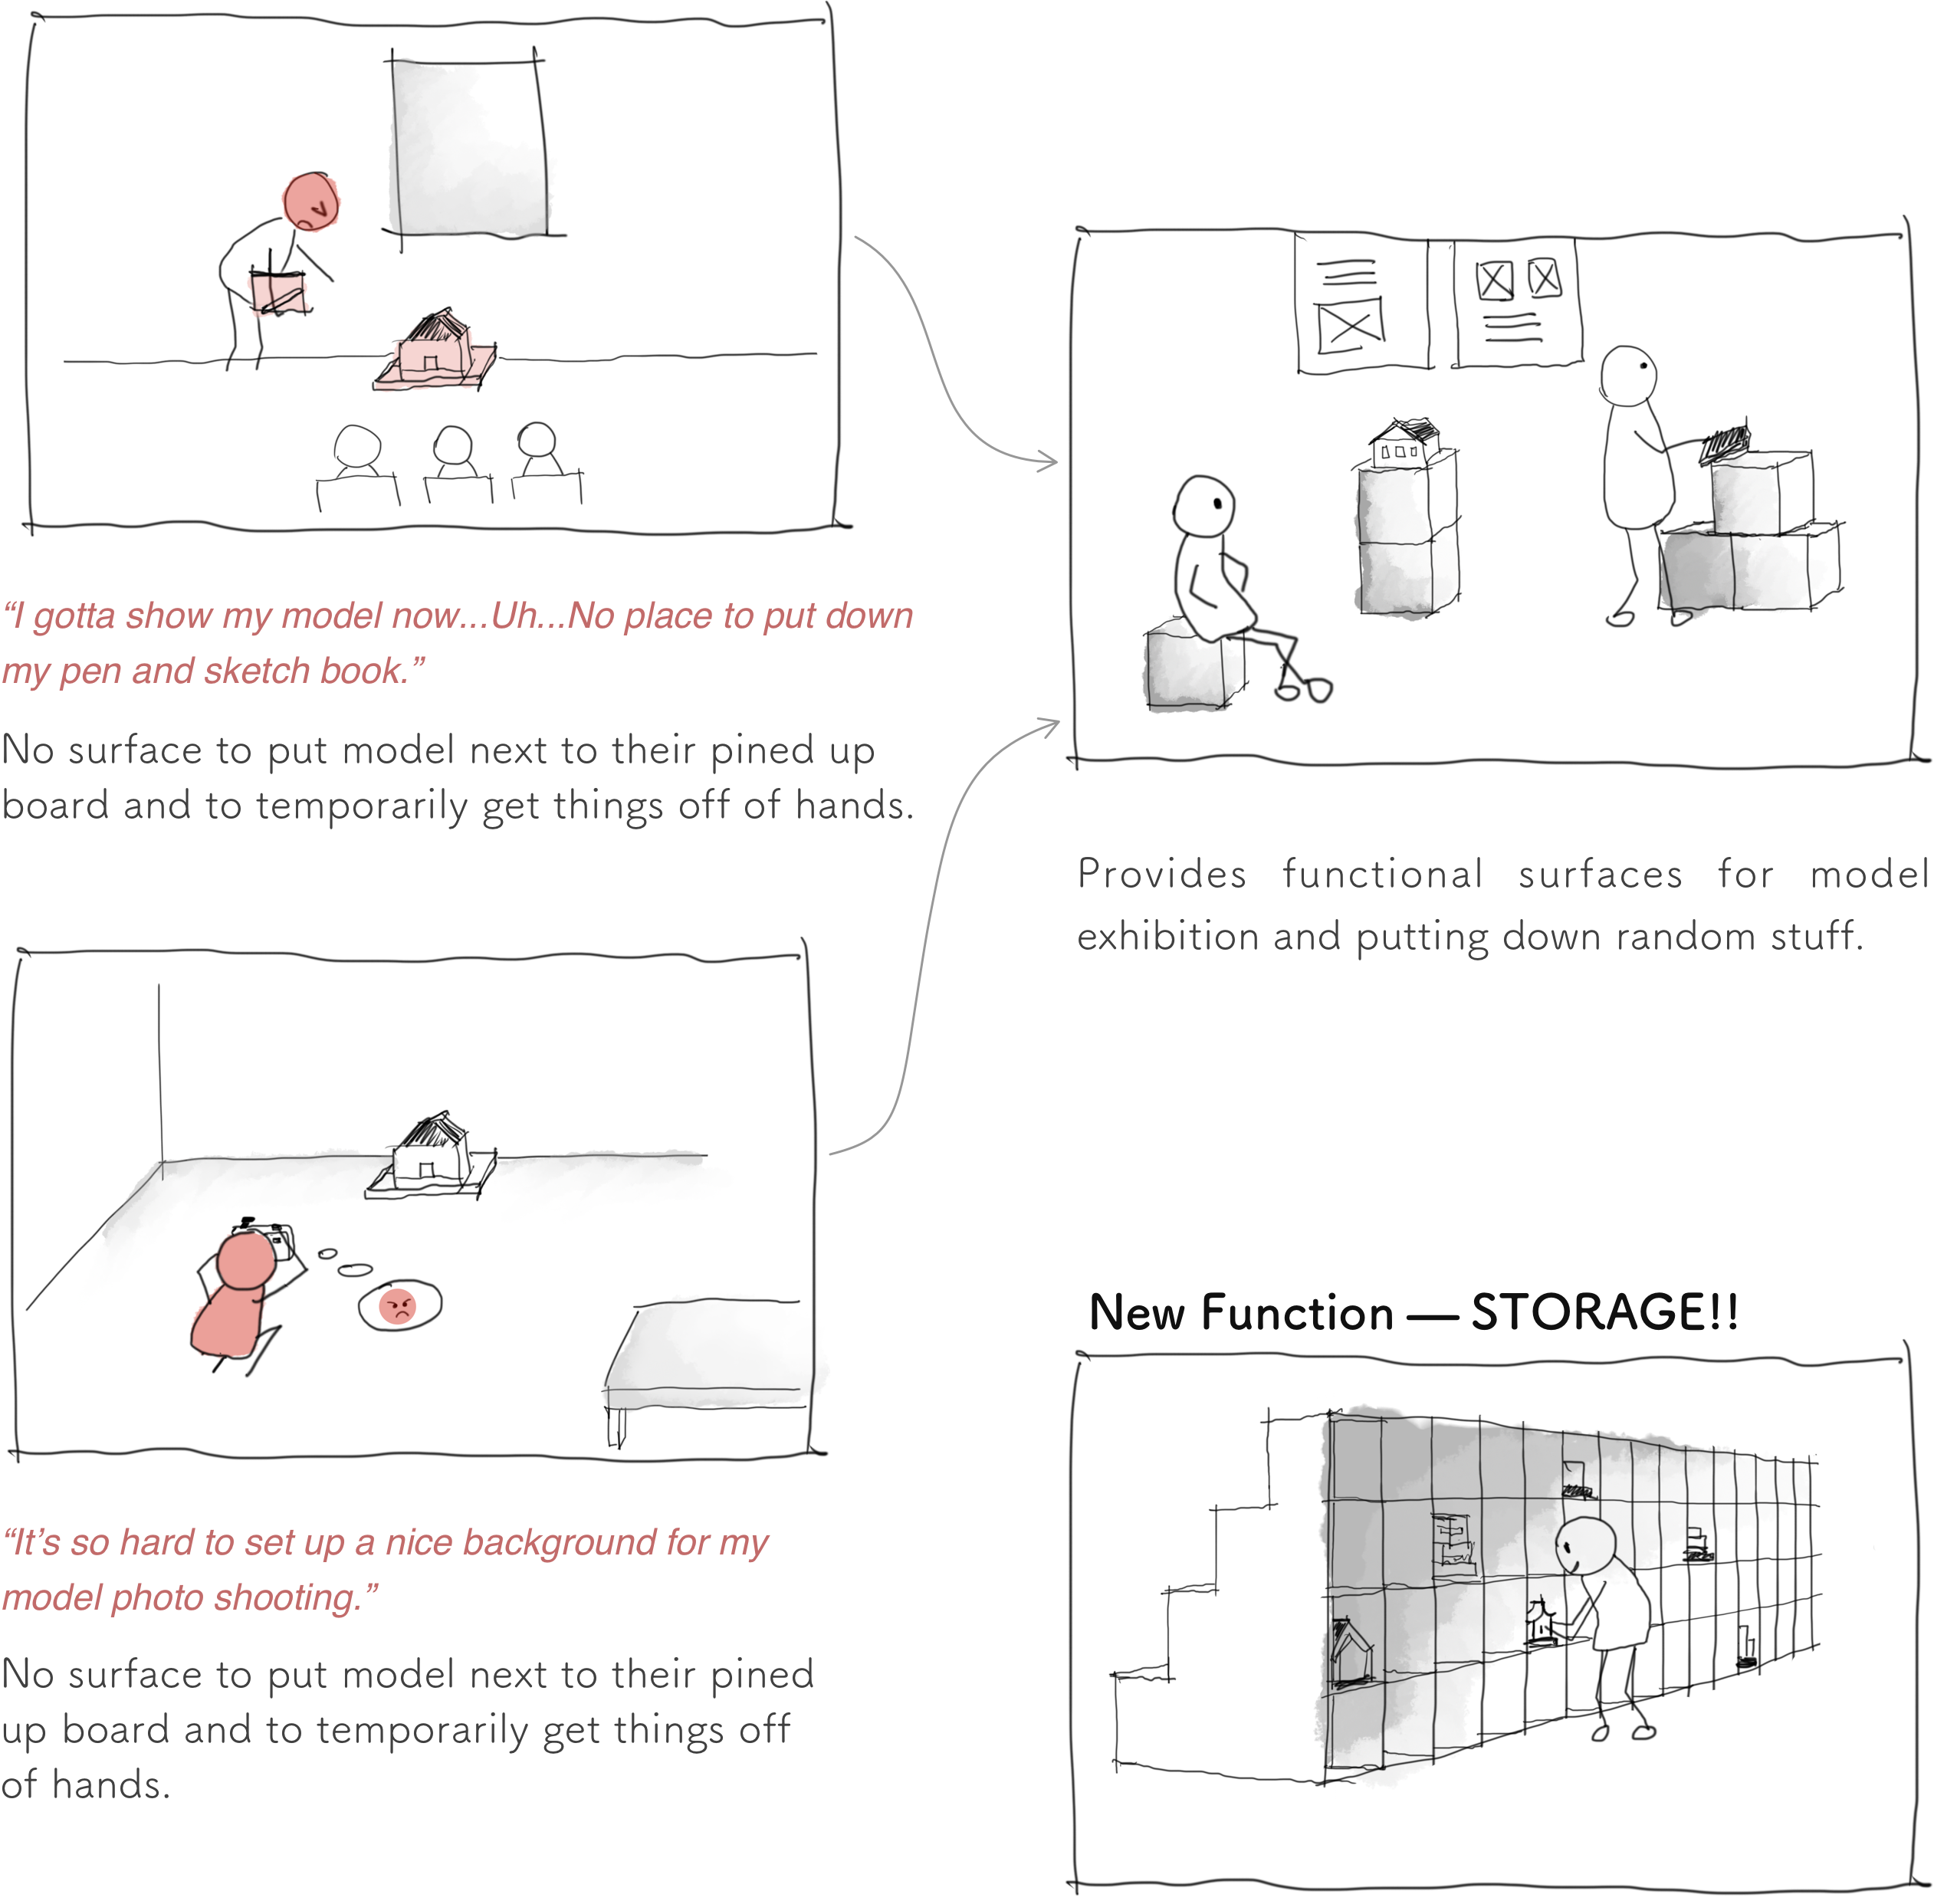 “I gotta show my model now...Uh...No place to put down
my pen and sketch book.”
No surface to put model next to their pined up
board and to temporarily get things off of hands.
Provides functional surfaces for model
exhibition and putting down random stuff.
“It’s so hard to set up a nice background for my
model photo shooting.”
No surface to put model next to their pined
up board and to temporarily get things off
of hands.
New Function — STORAGE!!